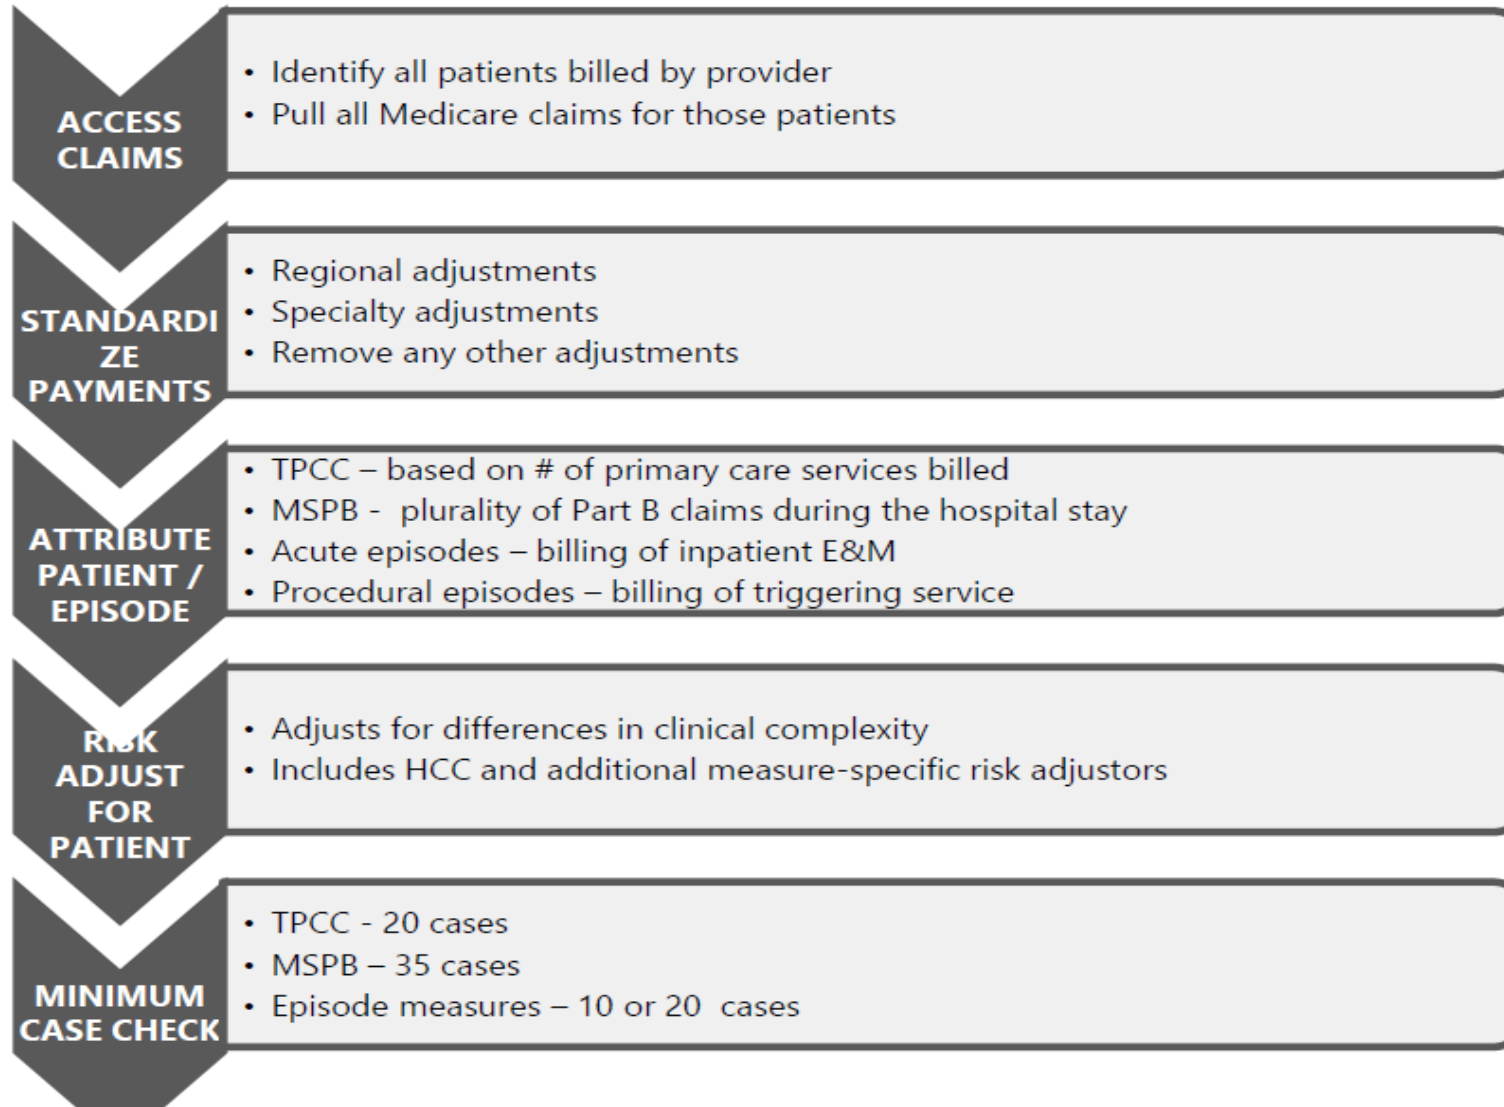 ACCESS
CLAIMS
• Identify all patients billed by provider
• Pull all Medicare claims for those patients
STANDARDI
ZE
PAYMENTS
• Regional adjustments
• Specialty adjustments
• Remove any other adjustments
ATTRIBUTE
PATIENT /
EPISODE
• TPCC – based on # of primary care services billed
• MSPB -  plurality of Part B claims during the hospital stay
• Acute episodes – billing of inpatient E&M
• Procedural episodes – billing of triggering service
RISK
ADJUST
FOR
PATIENT
• Adjusts for differences in clinical complexity
• Includes HCC and additional measure-specific risk adjustors
MINIMUM
CASE CHECK
• TPCC - 20 cases
• MSPB – 35 cases
• Episode measures – 10 or 20  cases